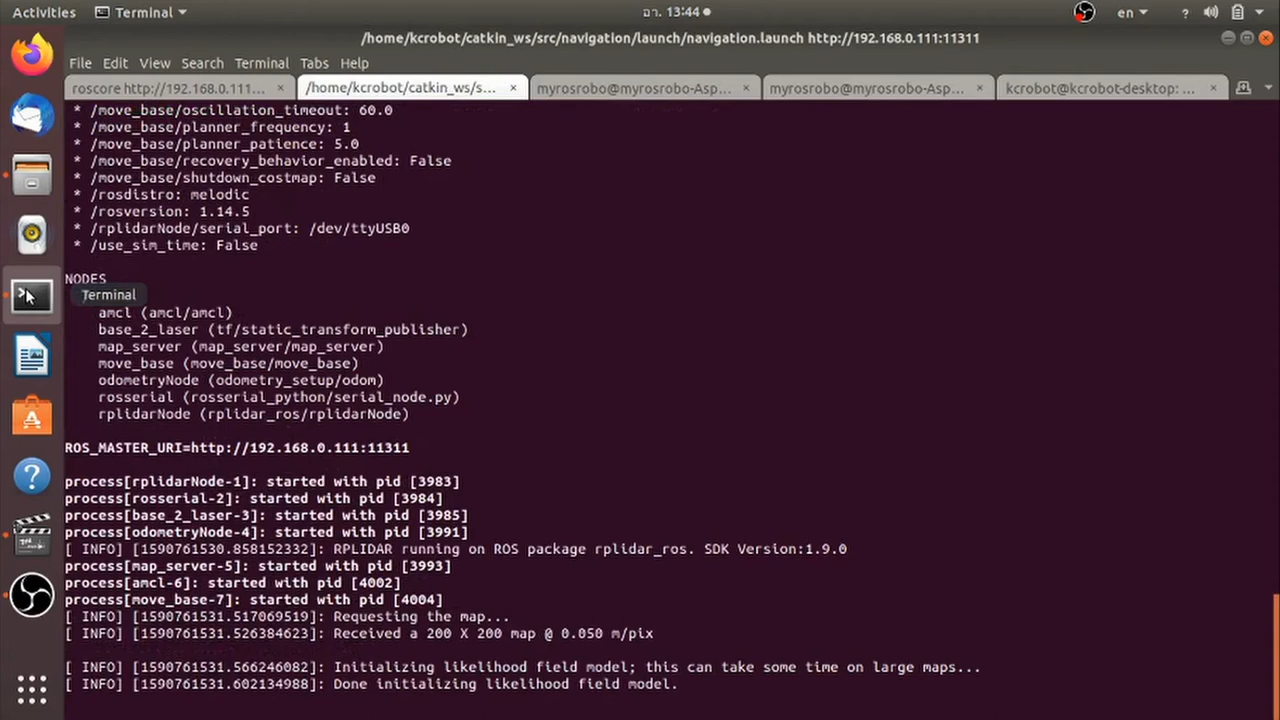 Activities
Terminal
อา. 13:44
en
?
/home/kcrobot/catkin_ws/src/navigation/launch/navigation.launch http://192.168.0.111:11311
File Edit View Search Terminal Tabs Help
roscore http://192.168.0.111... ×
/home/kcrobot/catkin_ws/s... ×
myrosrobo@myrosrobo-Asp... ×
myrosrobo@myrosrobo-Asp... ×
kcrobot@kcrobot-desktop: ... ×
* /move_base/oscillation_timeout: 60.0
* /move_base/planner_frequency: 1
* /move_base/planner_patience: 5.0
* /move_base/recovery_behavior_enabled: False
* /move_base/shutdown_costmap: False
* /rosdistro: melodic
* /rosversion: 1.14.5
* /rplidarNode/serial_port: /dev/ttyUSB0
* /use_sim_time: False
NODES
Terminal
amcl (amcl/amcl)
base_2_laser (tf/static_transform_publisher)
map_server (map_server/map_server)
move_base (move_base/move_base)
odometryNode (odometry_setup/odom)
rosserial (rosserial_python/serial_node.py)
rplidarNode (rplidar_ros/rplidarNode)
ROS_MASTER_URI=http://192.168.0.111:11311
process[rplidarNode-1]: started with pid [3983]
process[rosserial-2]: started with pid [3984]
process[base_2_laser-3]: started with pid [3985]
process[odometryNode-4]: started with pid [3991]
[ INFO] [1590761530.858152332]: RPLIDAR running on ROS package rplidar_ros. SDK Version:1.9.0
process[map_server-5]: started with pid [3993]
process[amcl-6]: started with pid [4002]
process[move_base-7]: started with pid [4004]
[ INFO] [1590761531.517069519]: Requesting the map...
[ INFO] [1590761531.526384623]: Received a 200 X 200 map @ 0.050 m/pix
[ INFO] [1590761531.566246082]: Initializing likelihood field model; this can take some time on large maps...
[ INFO] [1590761531.602134988]: Done initializing likelihood field model.